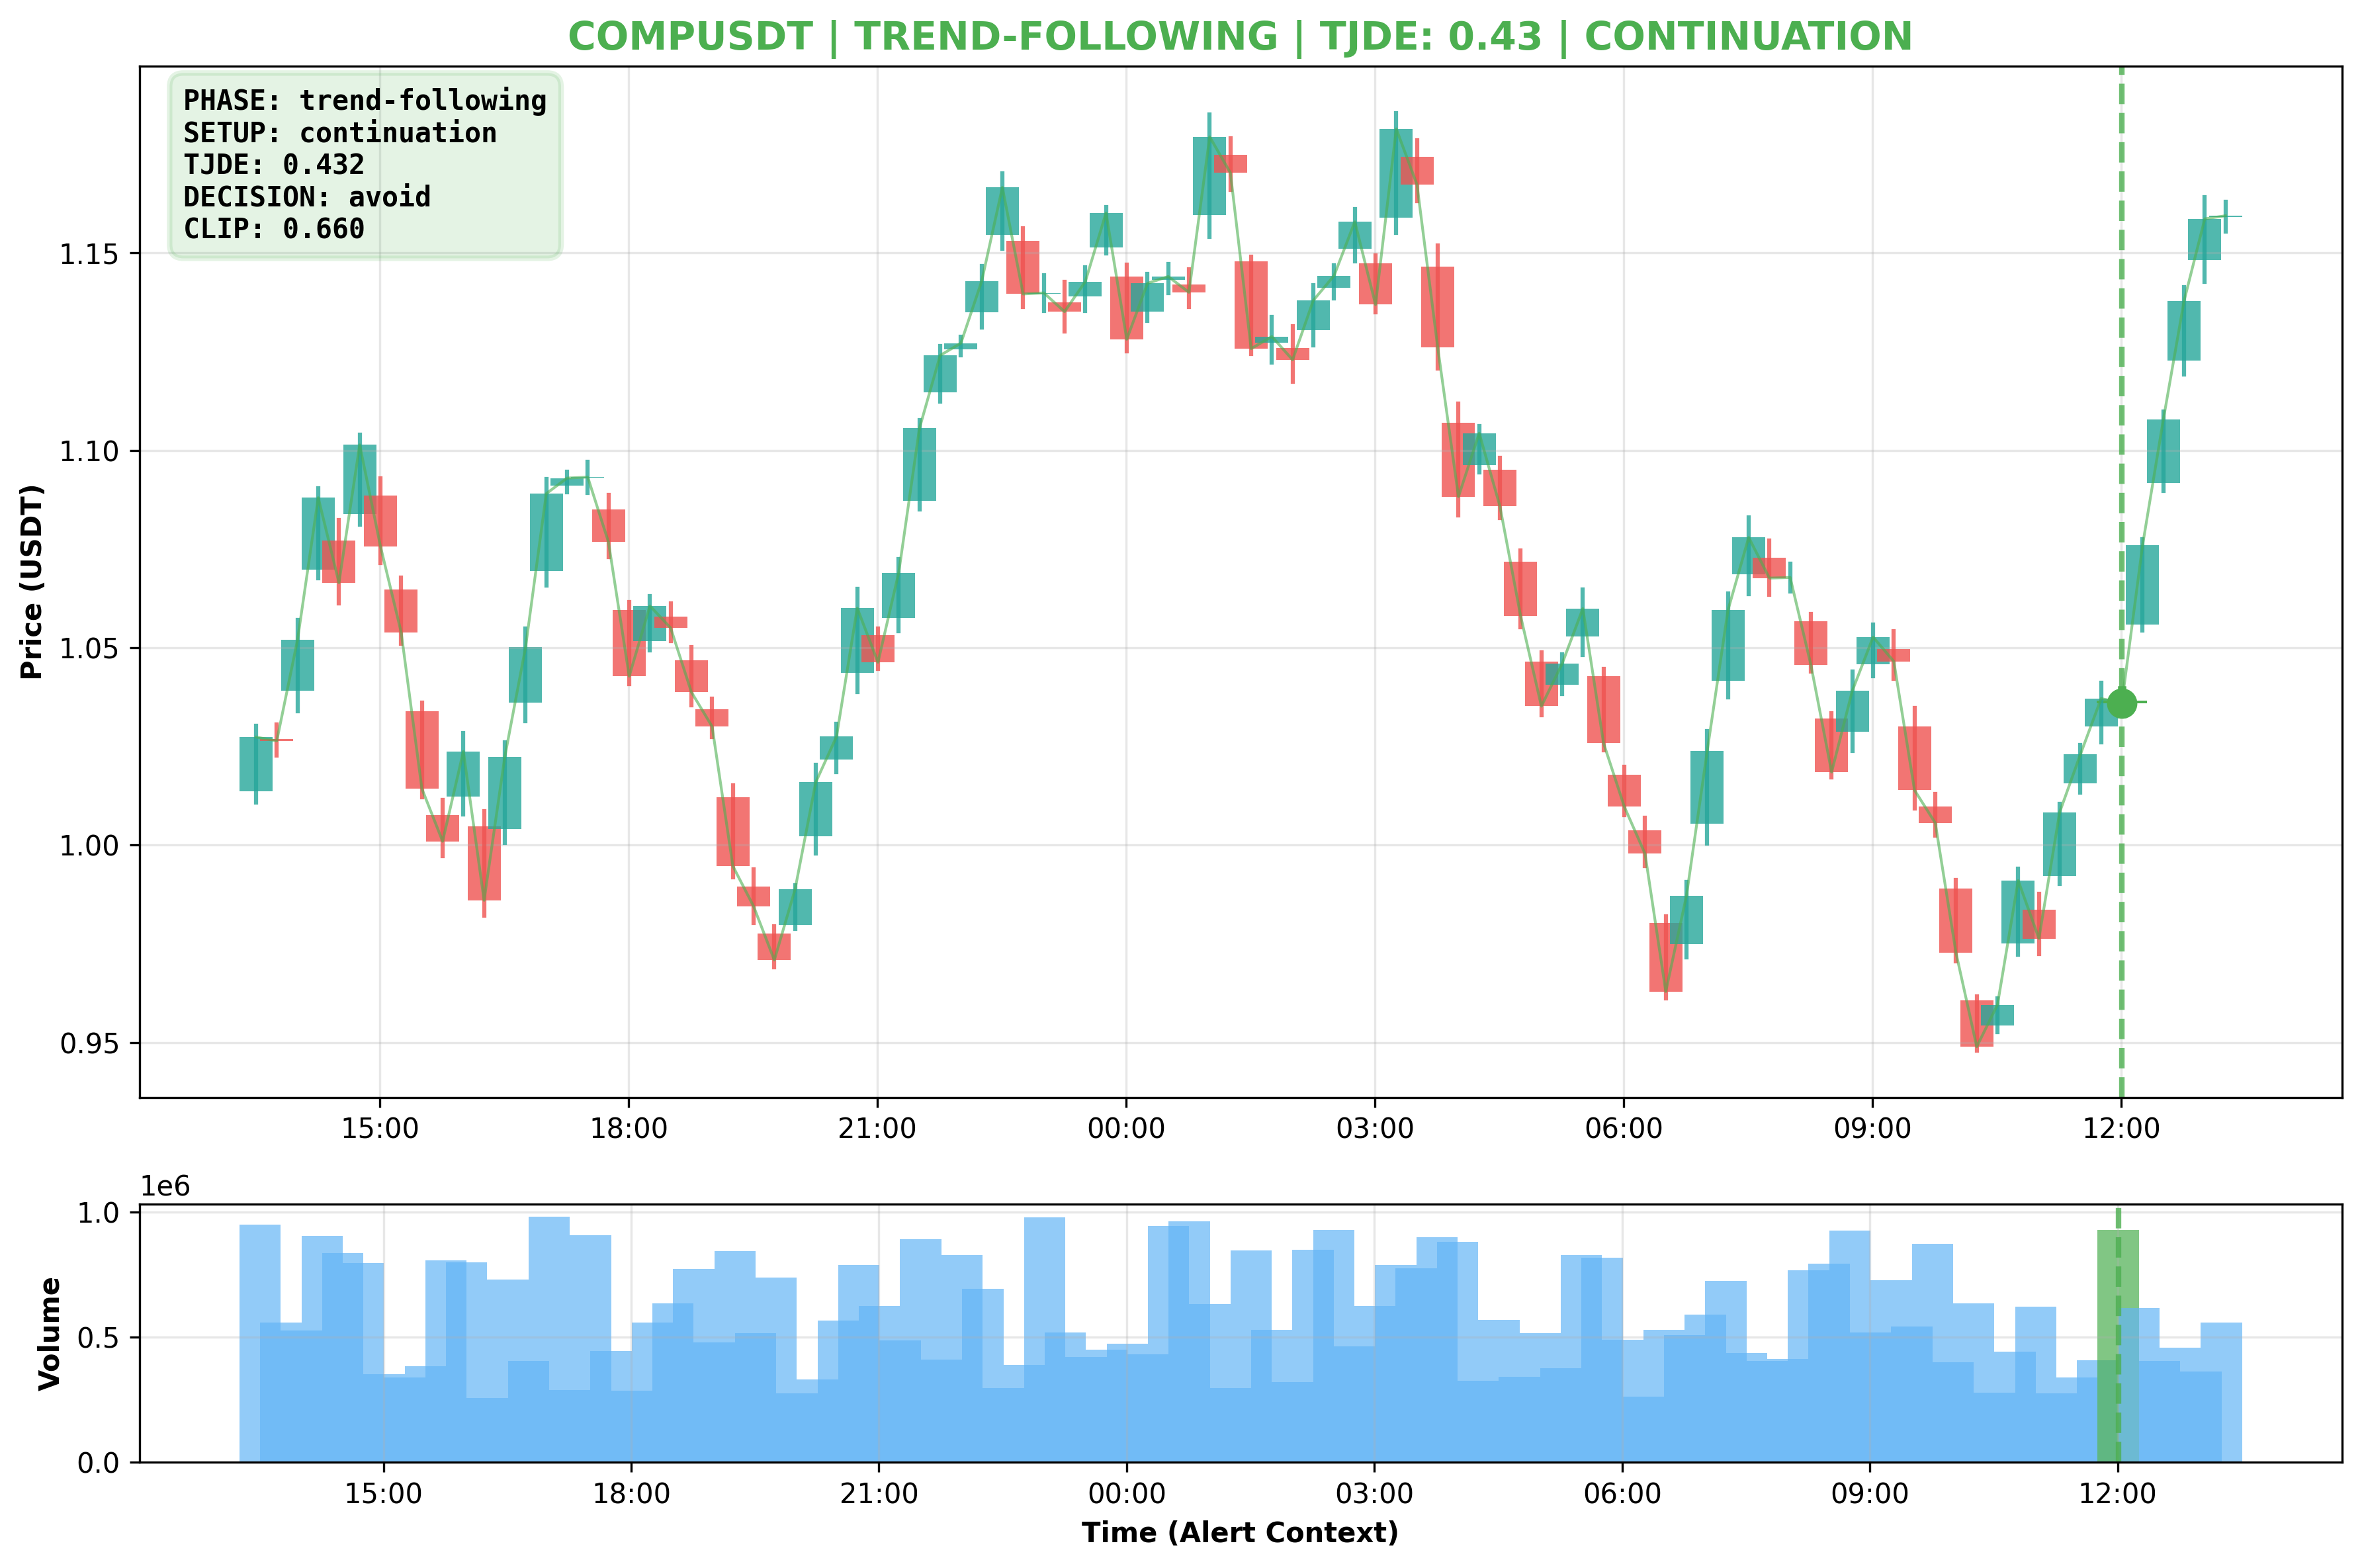 COMPUSDT | TREND-FOLLOWING | TJDE: 0.43 | CONTINUATION
PHASE: trend-following
SETUP: continuation
TJDE: 0.432
DECISION: avoid
CLIP: 0.660
Price (USDT)
1.15
1.10
1.05
1.00
0.95
15:00 18:00 21:00 00:00 03:00 06:00 09:00 12:00
1e6
Volume
1.0
0.5
0.0
15:00 18:00 21:00 00:00 03:00 06:00 09:00 12:00
Time (Alert Context)